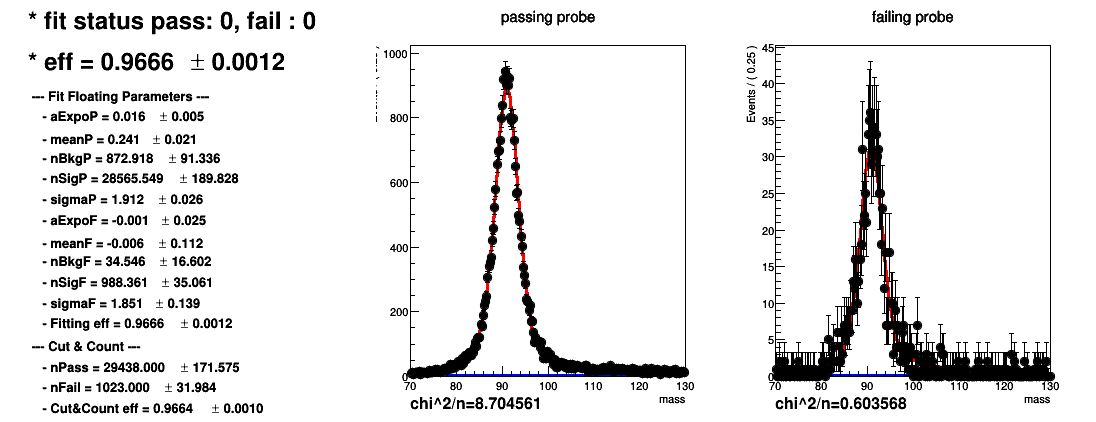 * fit status pass: 0, fail : 0
* eff = 0.9666 ± 0.0012
--- Fit Floating Parameters ---
- aExpoP = 0.016 ± 0.005
- meanP = 0.241 ± 0.021
- nBkgP = 872.918 ± 91.336
- nSigP = 28565.549 ± 189.828
- sigmaP = 1.912 ± 0.026
- aExpoF = -0.001 ± 0.025
- meanF = -0.006 ± 0.112
- nBkgF = 34.546 ± 16.602
- nSigF = 988.361 ± 35.061
- sigmaF = 1.851 ± 0.139
- Fitting eff = 0.9666 ± 0.0012
--- Cut & Count ---
- nPass = 29438.000 ± 171.575
- nFail = 1023.000 ± 31.984
- Cut&Count eff = 0.9664 ± 0.0010
passing probe
1000
800
600
400
200
0
70 80 90 100 110 120 130
mass
chi^2/n=8.704561
failing probe
Events / ( 0.25 )
45
40
35
30
25
20
15
10
5
0
70 80 90 100 110 120 130
mass
chi^2/n=0.603568